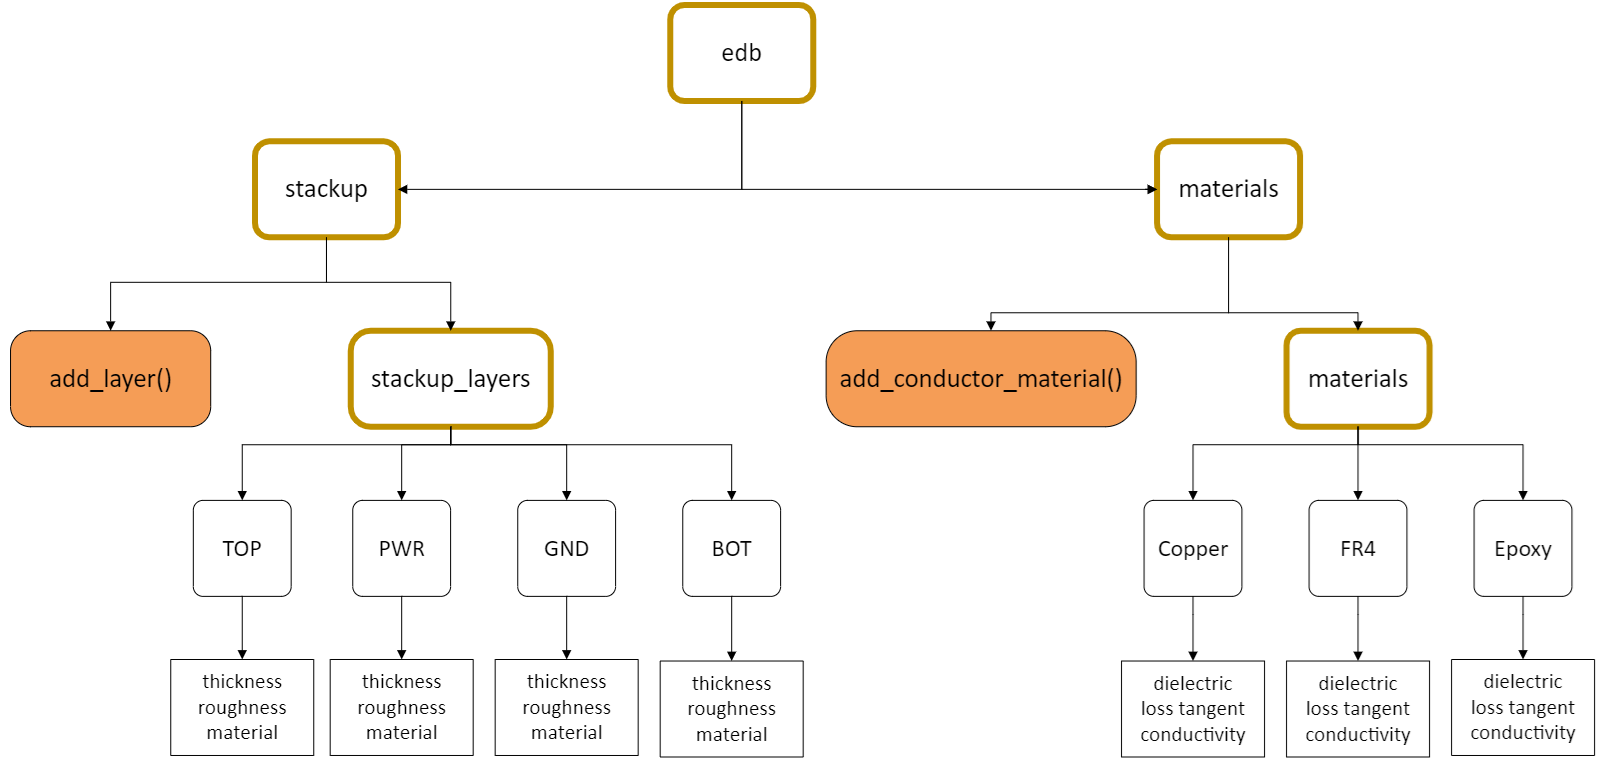 edb
stackup
materials
add_layer()
stackup_layers
add_conductor_material()
materials
TOP
PWR
GND
BOT
Copper
FR4
Epoxy
thickness
roughness
material
thickness
roughness
material
thickness
roughness
material
thickness
roughness
material
dielectric
loss tangent
conductivity
dielectric
loss tangent
conductivity
dielectric
loss tangent
conductivity